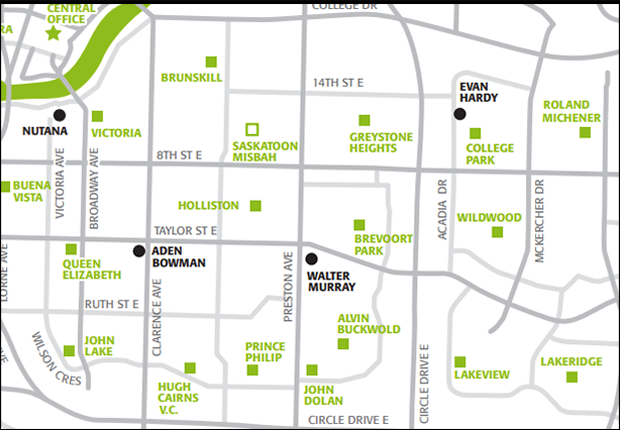 CENTRAL
OFFICE
RA
COLLEGE DR
BRUNSKILL
14TH ST E
EVAN
HARDY
ROLAND
MICHENER
NUTANA
VICTORIA
SASKATOON
MISBAH
GREYSTONE
HEIGHTS
COLLEGE
PARK
8TH ST E
BUENA
VISTA
VICTORIA AVE
BROADWAY AVE
HOLLISTON
ACADIA DR
WILDWOOD
MCKERCHER DR
TAYLOR ST E
BREVOORT
PARK
LORNE AVE
QUEEN
ELIZABETH
ADEN
BOWMAN
PRESTON AVE
WALTER
MURRAY
RUTH ST E
CLARENCE AVE
ALVIN
BUCKWOLD
WILSON CRES
JOHN
LAKE
PRINCE
PHILIP
CIRCLE DRIVE E
LAKEVIEW
LAKERIDGE
HUGH
CAIRNS
V.C.
JOHN
DOLAN
CIRCLE DRIVE E
VE